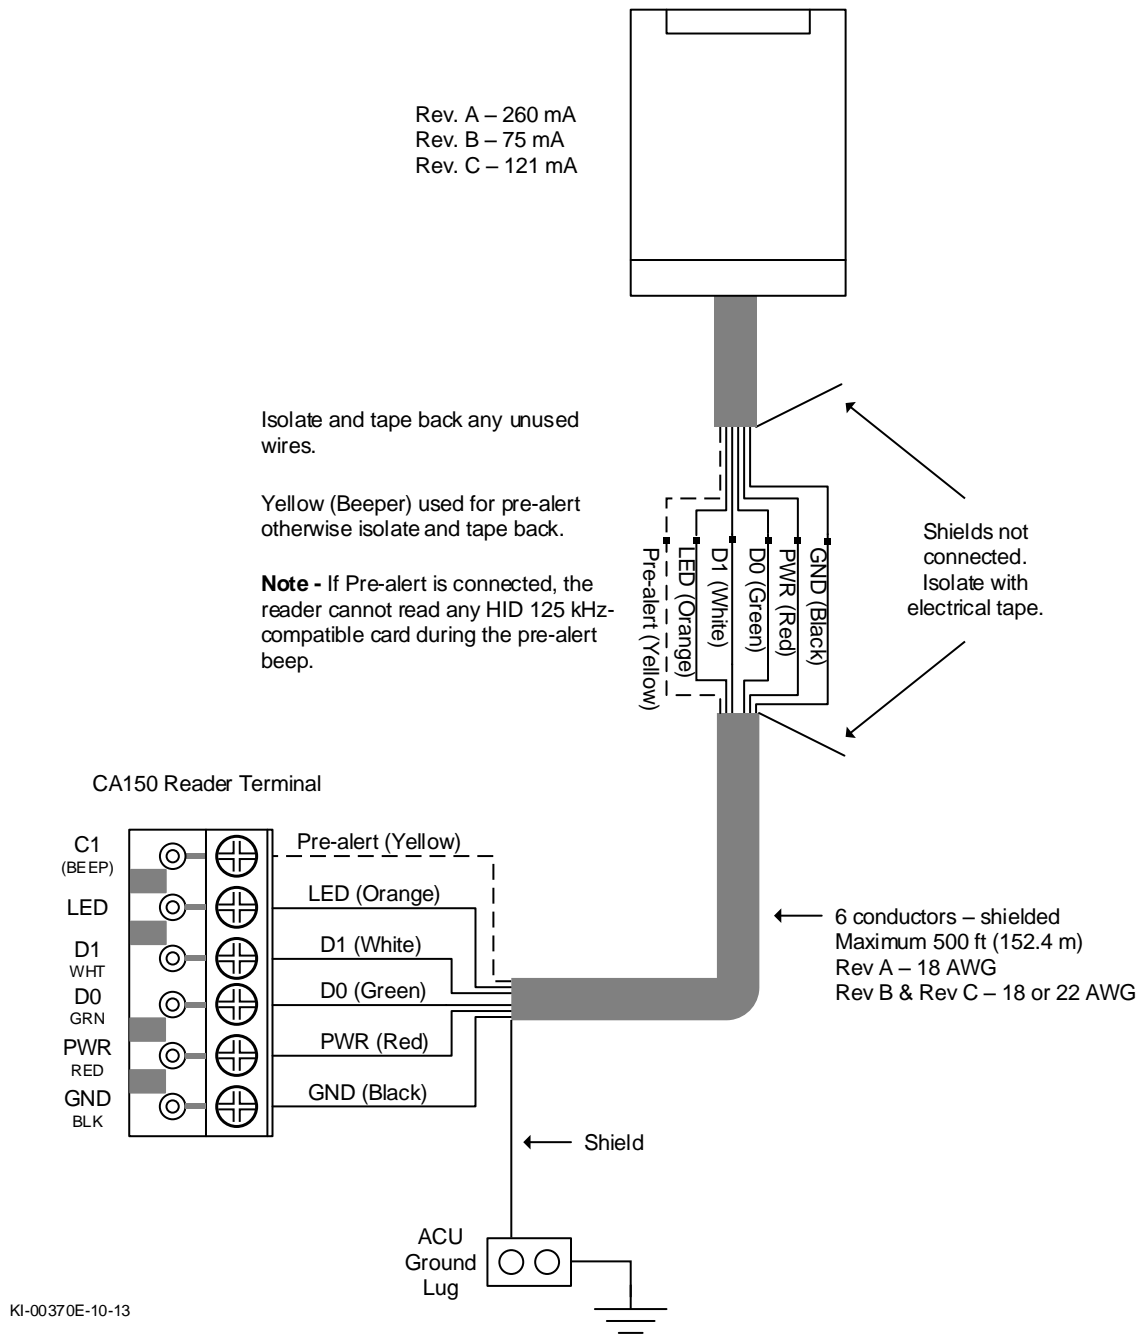 Rev. A – 260 mA
Rev. B – 75 mA
Rev. C – 121 mA
Isolate and tape back any unused
wires.
Yellow (Beeper) used for pre-alert
otherwise isolate and tape back.
Note - If Pre-alert is connected, the
reader cannot read any HID 125 kHz-
compatible card during the pre-alert
beep.
Pre-alert (Yellow)
LED (Orange)
D1 (White)
D0 (Green)
PWR (Red)
GND (Black)
Shields not
connected.
Isolate with
electrical tape.
CA150 Reader Terminal
C1
(BEEP)
Pre-alert (Yellow)
LED
LED (Orange)
D1
WHT
D1 (White)
D0
GRN
D0 (Green)
PWR
RED
PWR (Red)
GND
BLK
GND (Black)
6 conductors – shielded
Maximum 500 ft (152.4 m)
Rev A – 18 AWG
Rev B & Rev C – 18 or 22 AWG
Shield
ACU
Ground
Lug
KI-00370E-10-13